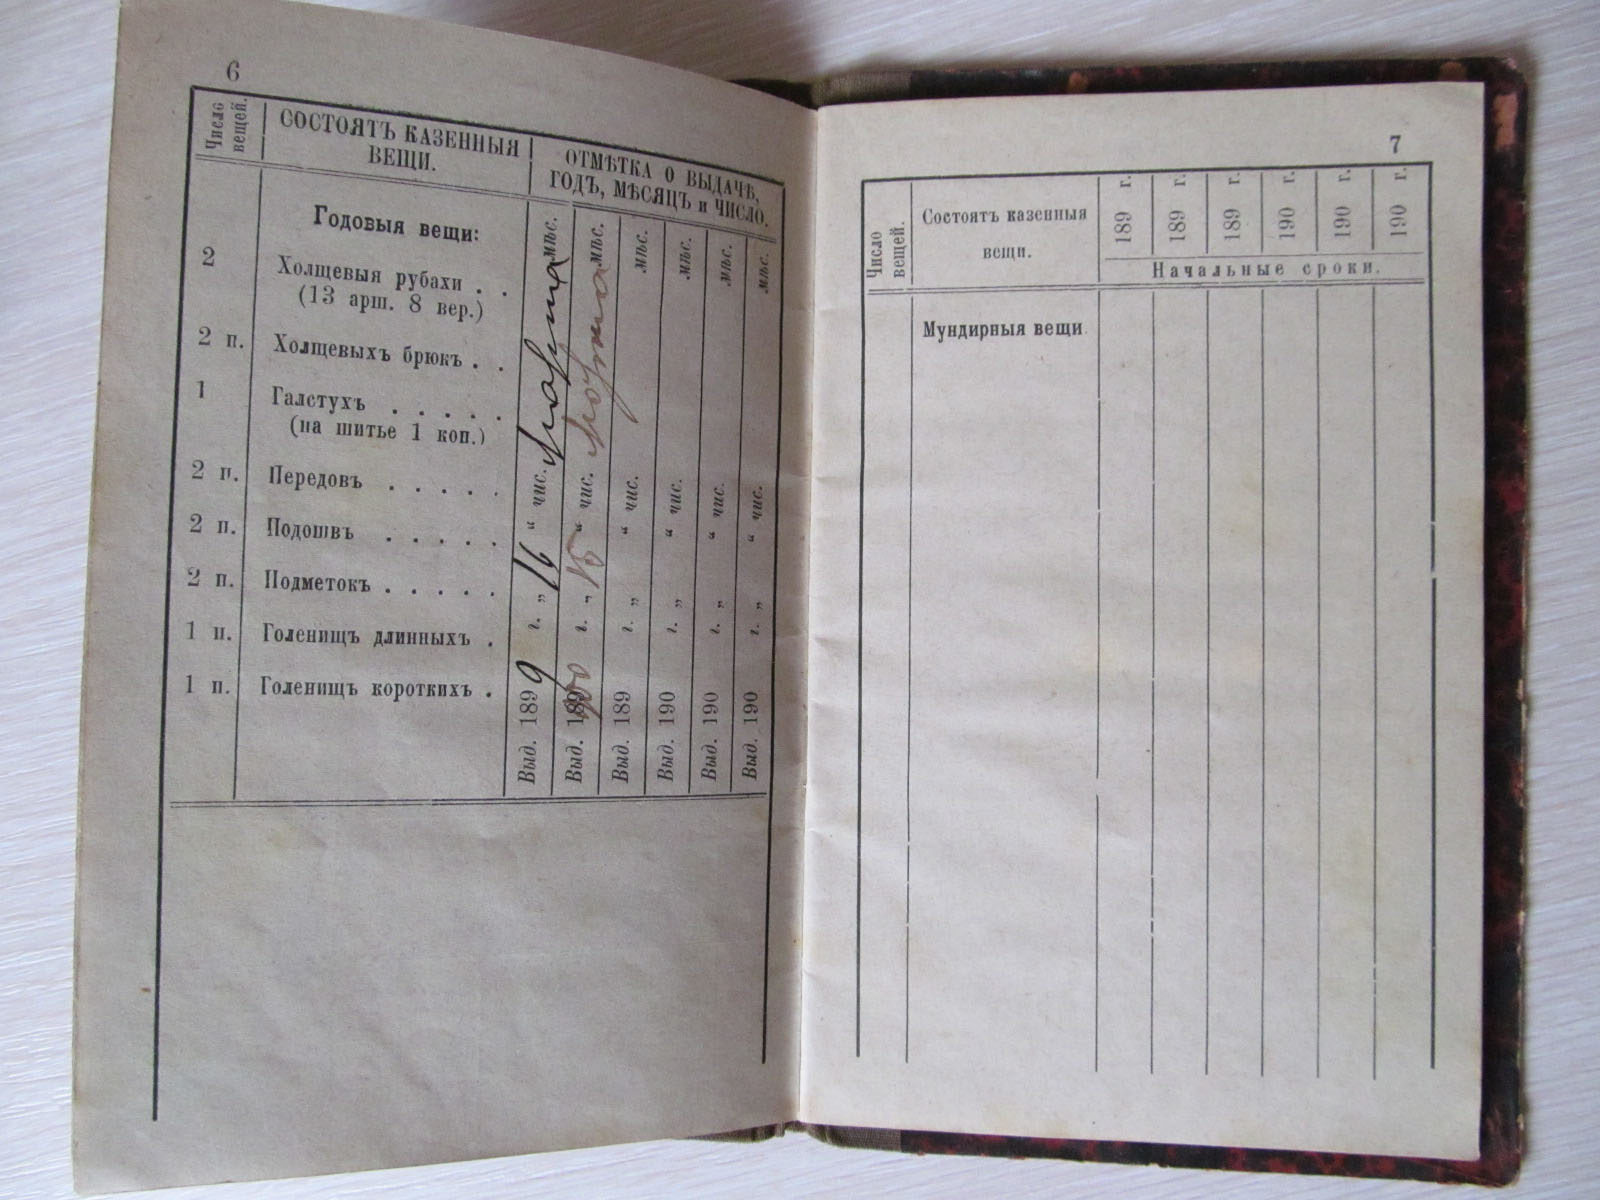 6
Число вещей.
СОСТОЯТЪ КАЗЕННЫЯ
ВЕЩИ.
ОТМѢТКА О ВЫДАЧѢ,
ГОДЪ, МѢСЯЦЪ и ЧИСЛО.
Годовыя вещи:
2 Холщевыя рубахи . .
(13 арш. 8 вер.)
2 п. Холщевыхъ брюкъ . .
1 Галстухъ . . . . .
(на шитье 1 коп.)
2 п. Передовъ . . . . .
2 п. Подошвъ . . . . .
2 п. Подметокъ . . . . .
1 п. Голенищъ длинныхъ .
1 п. Голенищъ короткихъ .
Выд. 1899 г. „ 16 “ чис. Марта мѣс.
Выд. 1900 г. „ 15 “ чис. Марта мѣс.
Выд. 189 г. „ “ чис. мѣс.
Выд. 190 г. „ “ чис. мѣс.
Выд. 190 г. „ “ чис. мѣс.
Выд. 190 г. „ “ чис. мѣс.
7
Число вещей.
Состоятъ казенныя
вещи.
189 г.
189 г.
189 г.
190 г.
190 г.
190 г.
Начальные сроки.
Мундирныя вещи